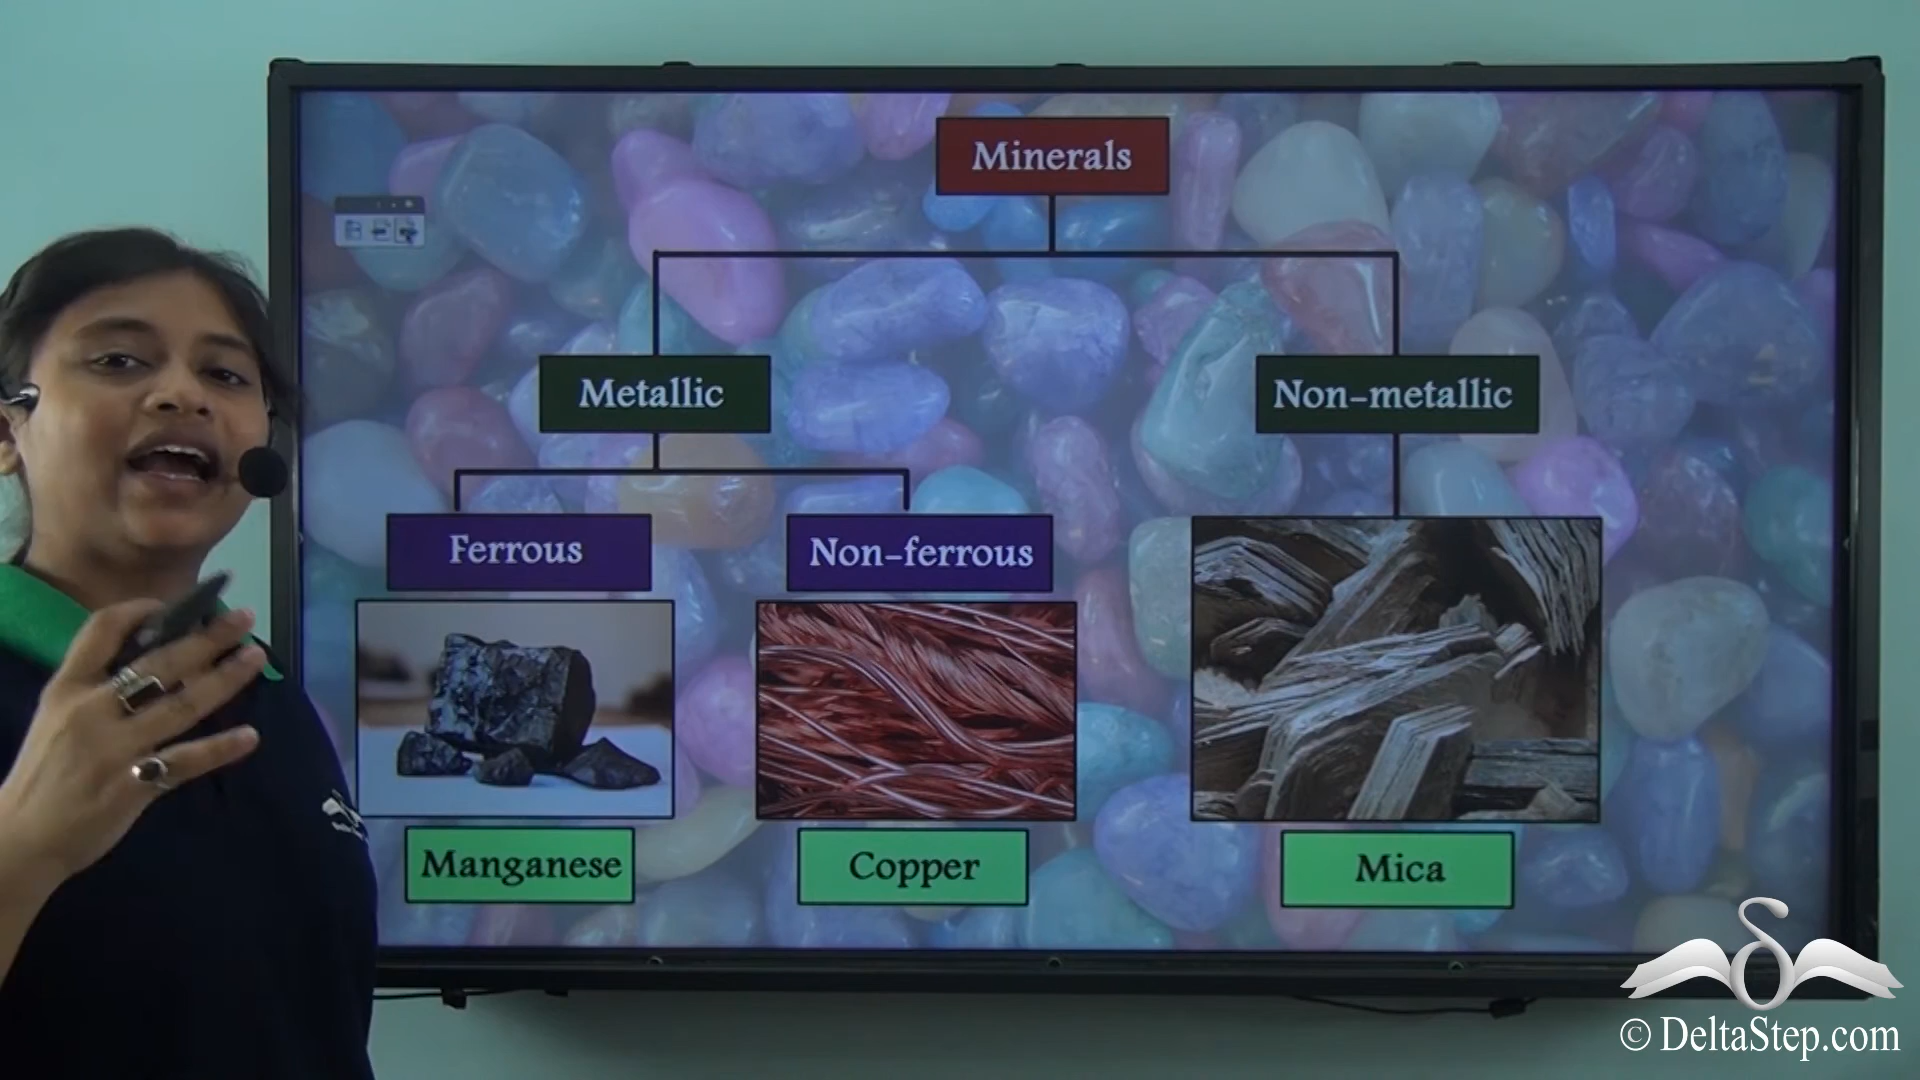 Minerals
Metallic
Non-metallic
Ferrous
Non-ferrous
Manganese
Copper
Mica
© DeltaStep.com